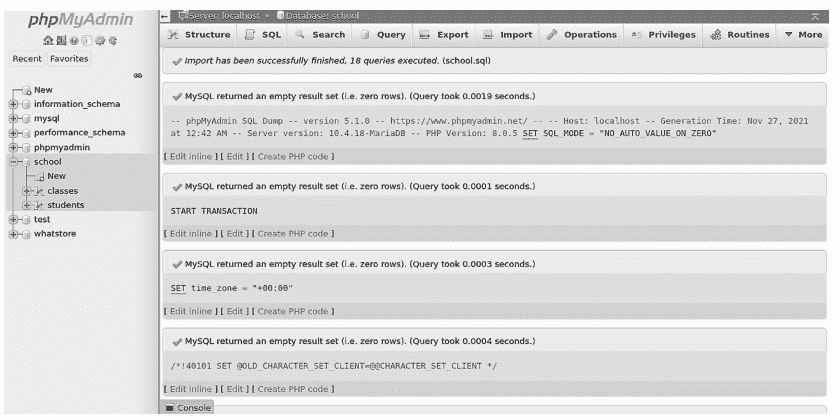 phpMyAdmin
Recent Favorites
New
information_schema
mysql
performance_schema
phpmyadmin
school
New
classes
students
test
whatstore
Server: localhost » Database: school
Structure SQL Search Query Export Import Operations Privileges Routines More
Import has been successfully finished, 18 queries executed. (school.sql)
MySQL returned an empty result set (i.e. zero rows). (Query took 0.0019 seconds.)
-- phpMyAdmin SQL Dump -- version 5.1.0 -- https://www.phpmyadmin.net/ -- -- Host: localhost -- Generation Time: Nov 27, 2021
at 12:42 AM -- Server version: 10.4.18-MariaDB -- PHP Version: 8.0.5 SET SQL_MODE = "NO_AUTO_VALUE_ON_ZERO"
[ Edit inline ] [ Edit ] [ Create PHP code ]
MySQL returned an empty result set (i.e. zero rows). (Query took 0.0001 seconds.)
START TRANSACTION
[ Edit inline ] [ Edit ] [ Create PHP code ]
MySQL returned an empty result set (i.e. zero rows). (Query took 0.0003 seconds.)
SET time_zone = "+00:00"
[ Edit inline ] [ Edit ] [ Create PHP code ]
MySQL returned an empty result set (i.e. zero rows). (Query took 0.0004 seconds.)
/*!40101 SET @OLD_CHARACTER_SET_CLIENT=@@CHARACTER_SET_CLIENT */
[ Edit inline ] [ Edit ] [ Create PHP code ]
Console